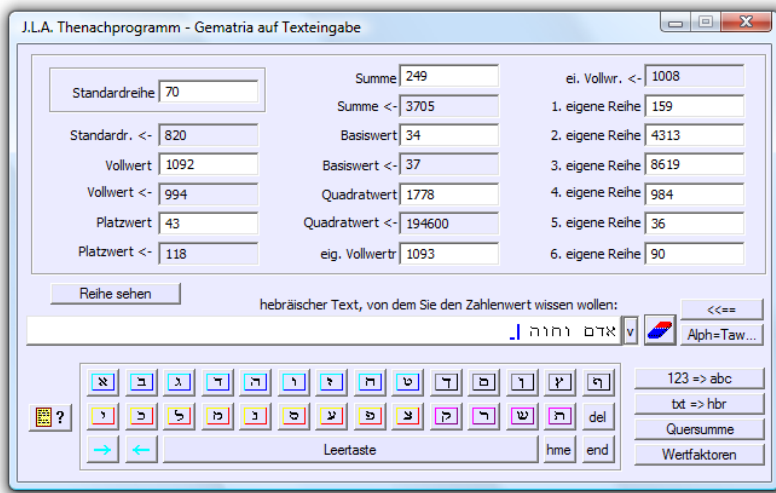 J.L.A. Thenachprogramm - Gematria auf Texteingabe
Standardreihe 70
Standardr. <- 820
Vollwert 1092
Vollwert <- 994
Platzwert 43
Platzwert <- 118
Summe 249
Summe <- 3705
Basiswert 34
Basiswert <- 37
Quadratwert 1778
Quadratwert <- 194600
eig. Vollwertr 1093
ei. Vollwr. <- 1008
1. eigene Reihe 159
2. eigene Reihe 4313
3. eigene Reihe 8619
4. eigene Reihe 984
5. eigene Reihe 36
6. eigene Reihe 90
Reihe sehen
hebräischer Text, von dem Sie den Zahlenwert wissen wollen:
<<==
אדם וחוה
v
Alph=Taw...
א ב ג ד ה ו ז ח ט ך ם ן ץ ף
123 => abc
? י כ ל מ נ ס ע פ צ ק ר ש ת del
txt => hbr
Quersumme
→ ← Leertaste hme end
Wertfaktoren